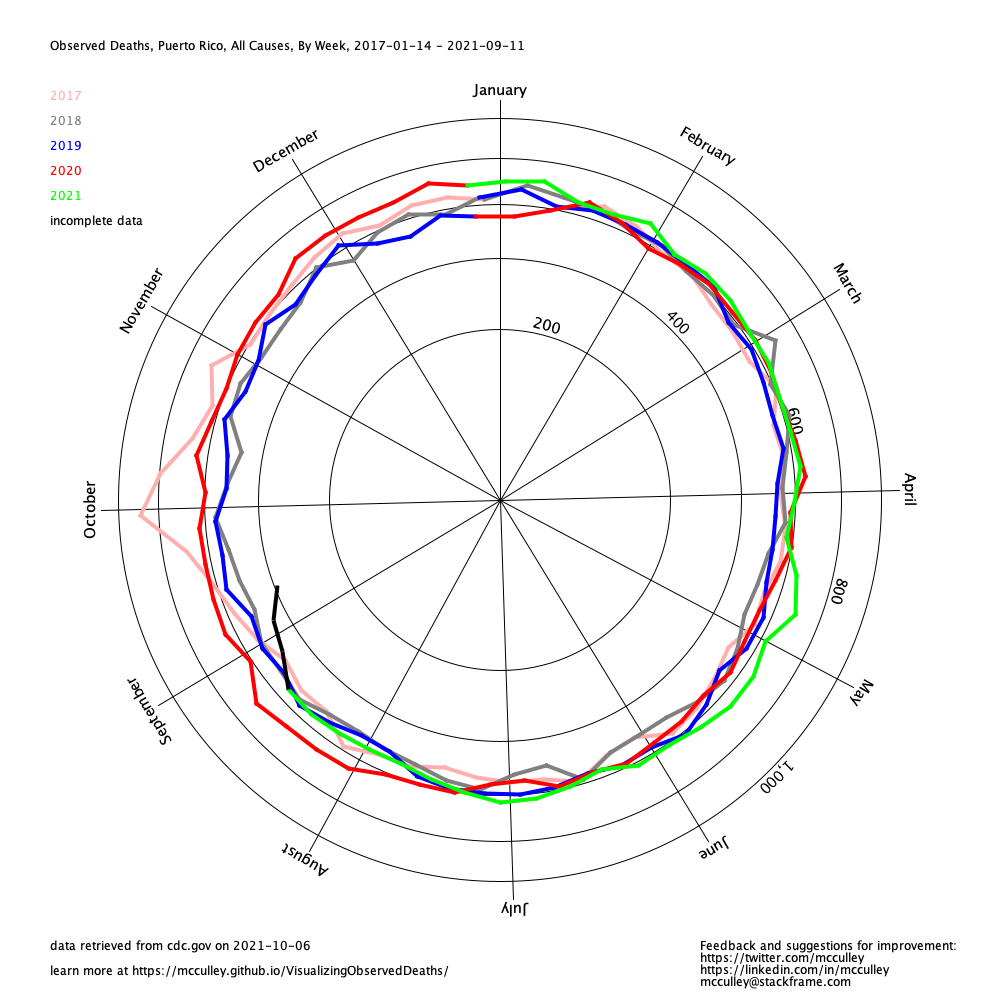 Observed Deaths, Puerto Rico, All Causes, By Week, 2017-01-14 - 2021-09-11
2017
2018
2019
2020
2021
incomplete data
January
February
March
April
May
June
July
August
September
October
November
December
200
400
600
800
1,000
data retrieved from cdc.gov on 2021-10-06
learn more at https://mcculley.github.io/VisualizingObservedDeaths/
Feedback and suggestions for improvement:
https://twitter.com/mcculley
https://linkedin.com/in/mcculley
mcculley@stackframe.com